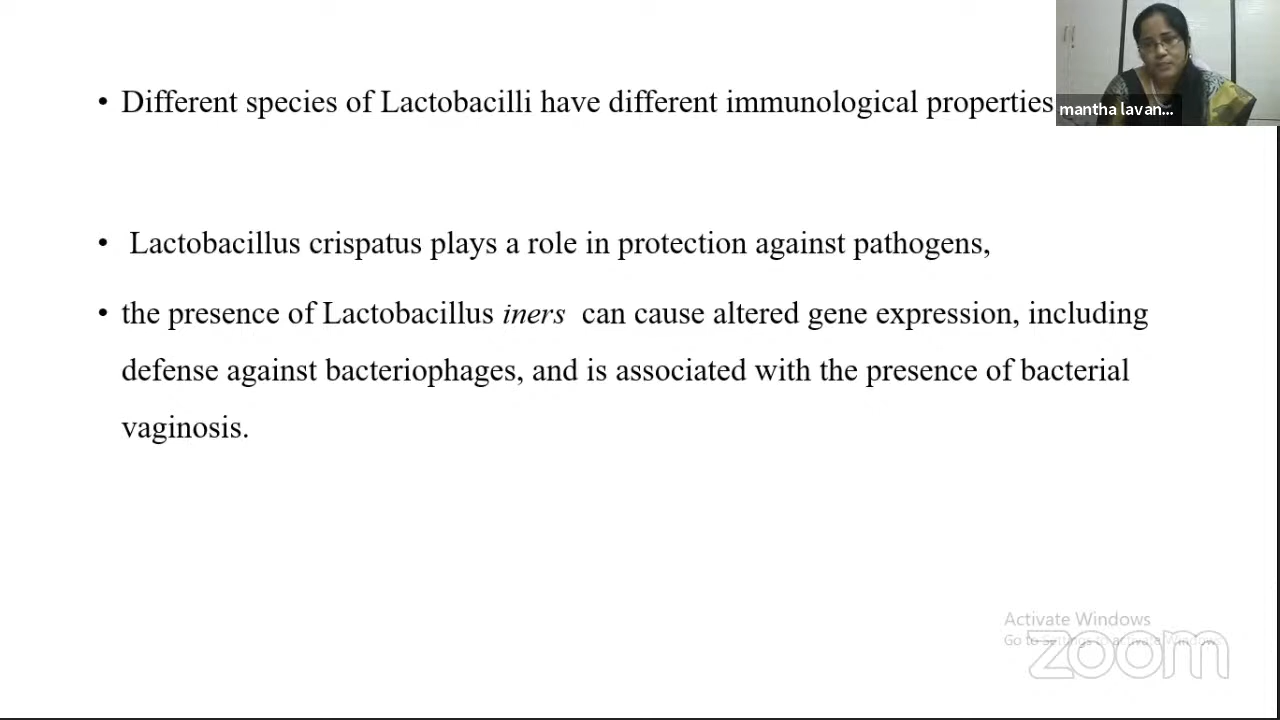 • Different species of Lactobacilli have different immunological properties
mantha lavan...
• Lactobacillus crispatus plays a role in protection against pathogens,
• the presence of Lactobacillus iners can cause altered gene expression, including
defense against bacteriophages, and is associated with the presence of bacterial
vaginosis.
Activate Windows
Go to Settings to activate Windows.
zoom